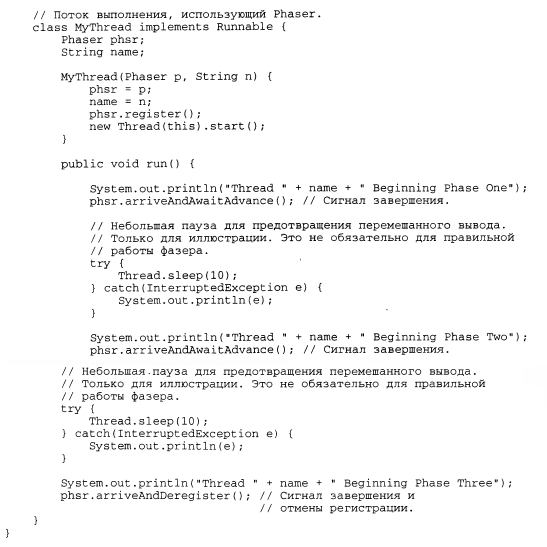 // Поток выполнения, использующий Phaser.
class MyThread implements Runnable {
Phaser phsr;
String name;
MyThread(Phaser p, String n) {
phsr = p;
name = n;
phsr.register();
new Thread(this).start();
}
public void run() {
System.out.println("Thread " + name + " Beginning Phase One");
phsr.arriveAndAwaitAdvance(); // Сигнал завершения.
// Небольшая пауза для предотвращения перемешанного вывода.
// Только для иллюстрации. Это не обязательно для правильной
// работы фазера.
try {
Thread.sleep(10);
} catch(InterruptedException e) {
System.out.println(e);
}
System.out.println("Thread " + name + " Beginning Phase Two");
phsr.arriveAndAwaitAdvance(); // Сигнал завершения.
// Небольшая пауза для предотвращения перемешанного вывода.
// Только для иллюстрации. Это не обязательно для правильной
// работы фазера.
try {
Thread.sleep(10);
} catch(InterruptedException e) {
System.out.println(e);
}
System.out.println("Thread " + name + " Beginning Phase Three");
phsr.arriveAndDeregister(); // Сигнал завершения и
// отмены регистрации.
}
}